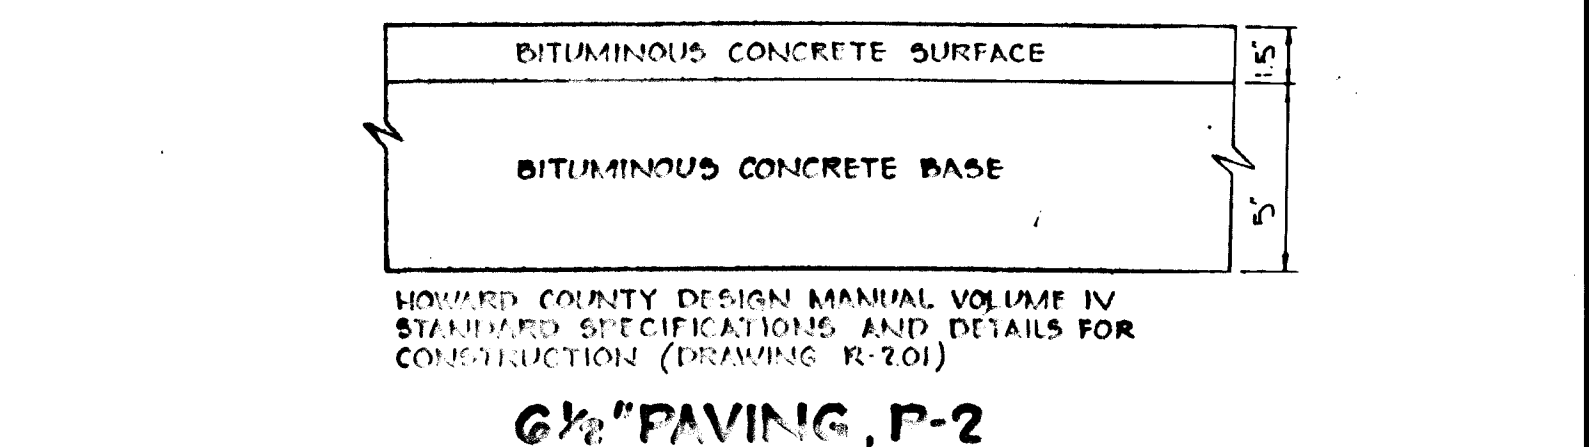 BITUMINOUS CONCRETE SURFACE
1.5"
BITUMINOUS CONCRETE BASE
5"
HOWARD COUNTY DESIGN MANUAL VOLUME IV
STANDARD SPECIFICATIONS AND DETAILS FOR
CONSTRUCTION (DRAWING R-2.01)
6½" PAVING, P-2